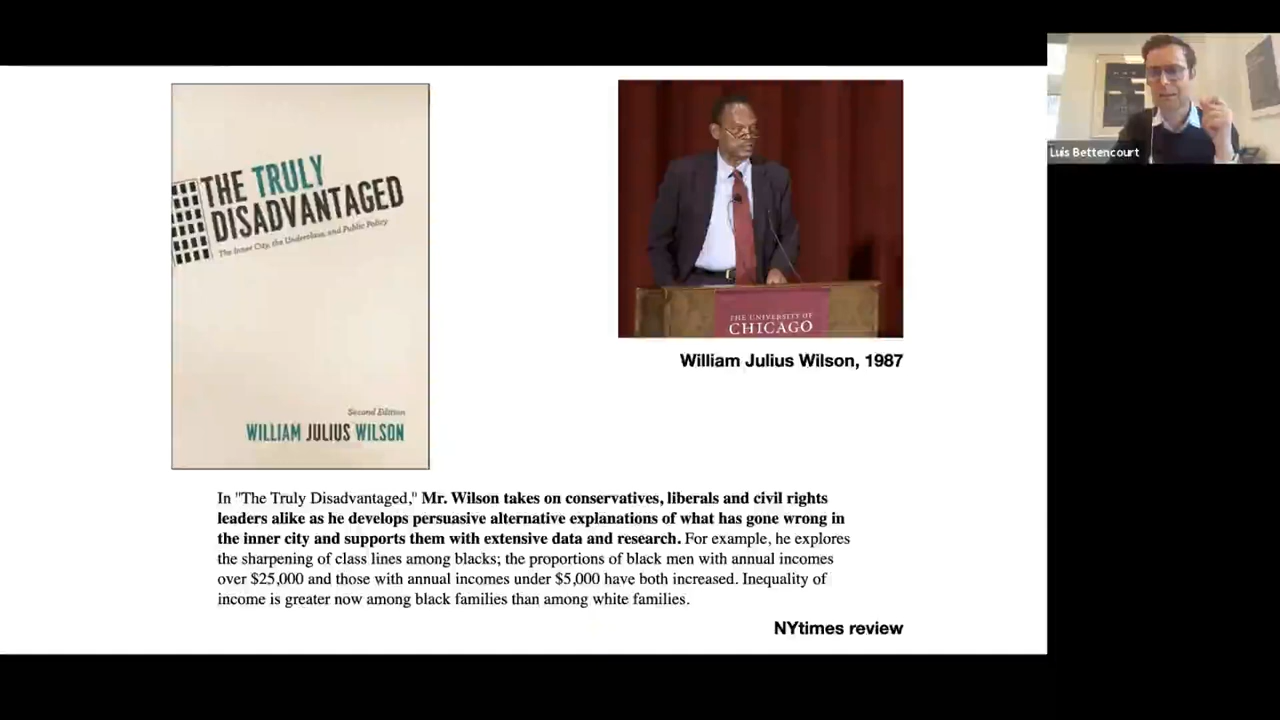 THE TRULY
DISADVANTAGED
The Inner City, the Underclass, and Public Policy
Second Edition
WILLIAM JULIUS WILSON
THE UNIVERSITY OF
CHICAGO
William Julius Wilson, 1987
In "The Truly Disadvantaged," Mr. Wilson takes on conservatives, liberals and civil rights
leaders alike as he develops persuasive alternative explanations of what has gone wrong in
the inner city and supports them with extensive data and research. For example, he explores
the sharpening of class lines among blacks; the proportions of black men with annual incomes
over $25,000 and those with annual incomes under $5,000 have both increased. Inequality of
income is greater now among black families than among white families.
NYtimes review
Luis Bettencourt